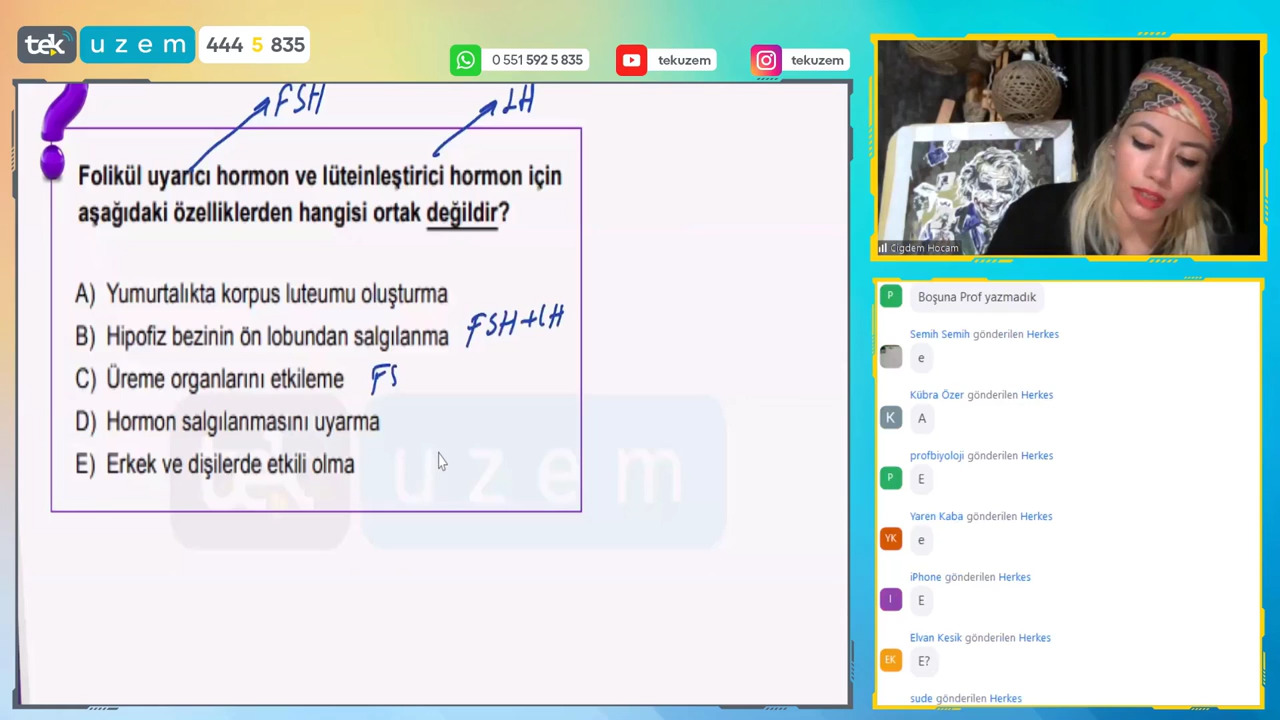 tek uzem 444 5 835
0 551 592 5 835 tekuzem tekuzem
FSH LH
Folikül uyarıcı hormon ve lüteinleştirici hormon için
aşağıdaki özelliklerden hangisi ortak değildir?
A) Yumurtalıkta korpus luteumu oluşturma
B) Hipofiz bezinin ön lobundan salgılanma FSH+LH
C) Üreme organlarını etkileme FS
D) Hormon salgılanmasını uyarma
E) Erkek ve dişilerde etkili olma
tek uzem
Çigdem Hocam
P Boşuna Prof yazmadık
Semih Semih gönderilen Herkes
e
Kübra Özer gönderilen Herkes
K A
profbiyoloji gönderilen Herkes
P E
Yaren Kaba gönderilen Herkes
YK e
iPhone gönderilen Herkes
I E
Elvan Kesik gönderilen Herkes
EK E?
sude gönderilen Herkes